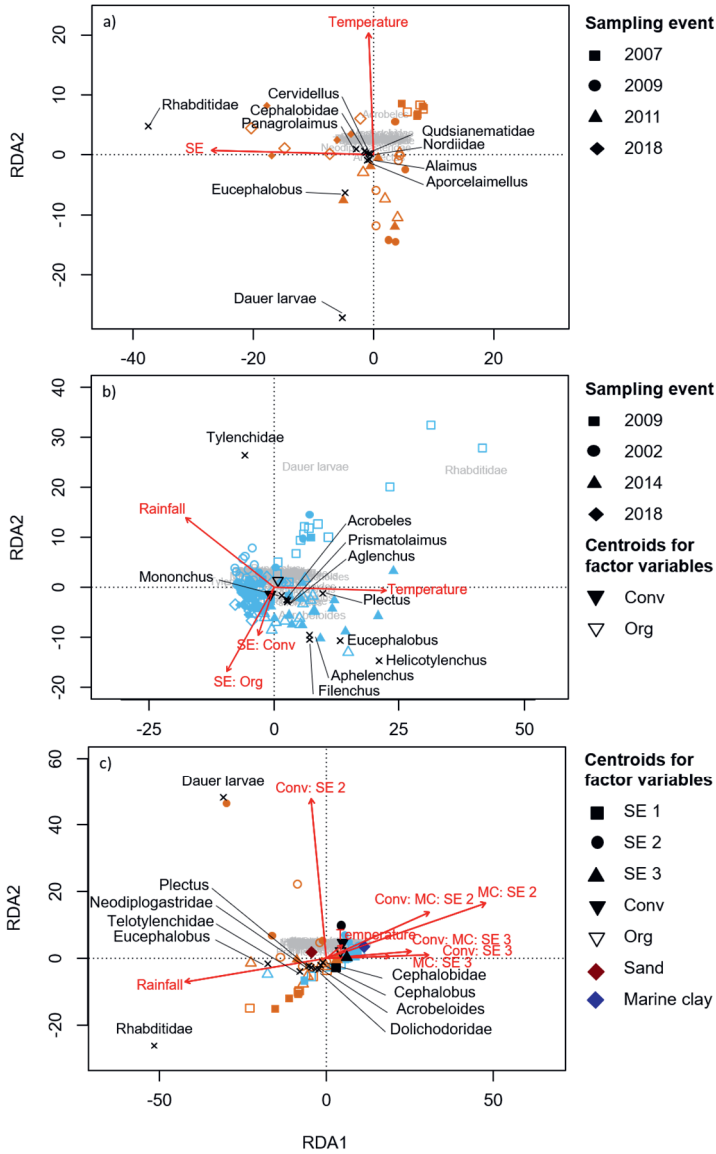 a)
Temperature
Sampling event
2007
2009
2011
2018
Cervidellus
Rhabditidae
Cephalobidae
Panagrolaimus
Acrobeles
Qudsianematidae
Nordiidae
SE
Alaimus
Aporcelaimellus
Eucephalobus
Dauer larvae
RDA2
20
10
0
-10
-20
-40
-20
0
20
b)
Sampling event
2009
2002
2014
2018
Centroids for
factor variables
Conv
Org
Tylenchidae
Dauer larvae
Rhabditidae
Rainfall
Acrobeles
Prismatolaimus
Aglenchus
Mononchus
Temperature
Plectus
SE: Conv
Eucephalobus
SE: Org
Helicotylenchus
Aphelenchus
Filenchus
RDA2
40
30
20
10
0
-10
-20
-25
0
25
50
c)
Centroids for
factor variables
SE 1
SE 2
SE 3
Conv
Org
Sand
Marine clay
Dauer larvae
Conv: SE 2
Plectus
Neodiplogastridae
Telotylenchidae
Eucephalobus
Conv: MC: SE 2
MC: SE 2
Temperature
Conv: MC: SE 3
Conv: SE 3
MC: SE 3
Rainfall
Cephalobidae
Cephalobus
Acrobeloides
Dolichodoridae
Rhabditidae
RDA2
60
40
20
0
-20
-50
0
50
RDA1